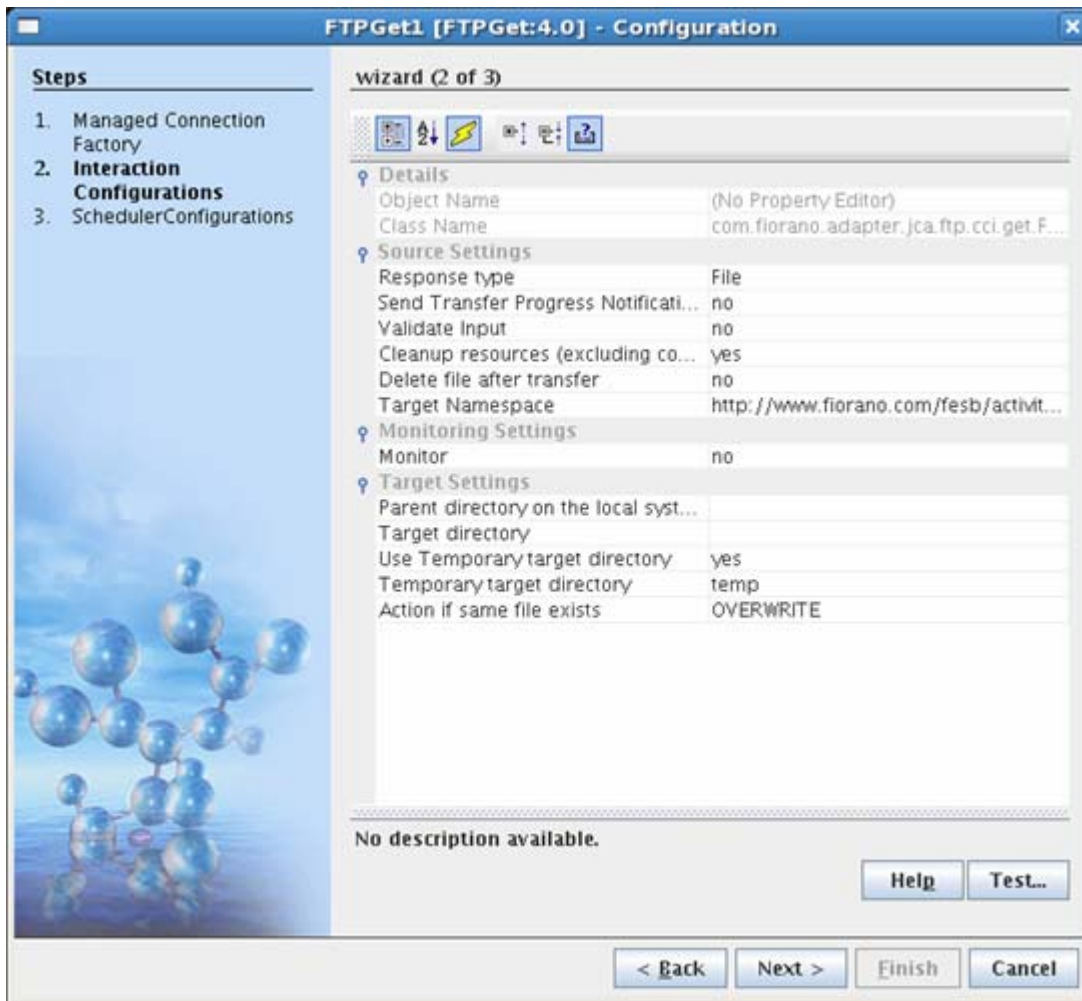 FTPGet1 [FTPGet:4.0] - Configuration
Steps
1. Managed Connection
Factory
2. Interaction
Configurations
3. SchedulerConfigurations
wizard (2 of 3)
Details
Object Name (No Property Editor)
Class Name com.fiorano.adapter.jca.ftp.cci.get.F...
Source Settings
Response type File
Send Transfer Progress Notificati... no
Validate Input no
Cleanup resources (excluding co... yes
Delete file after transfer no
Target Namespace http://www.fiorano.com/fesb/activit...
Monitoring Settings
Monitor no
Target Settings
Parent directory on the local syst...
Target directory
Use Temporary target directory yes
Temporary target directory temp
Action if same file exists OVERWRITE
No description available.
Help Test...
< Back Next > Finish Cancel